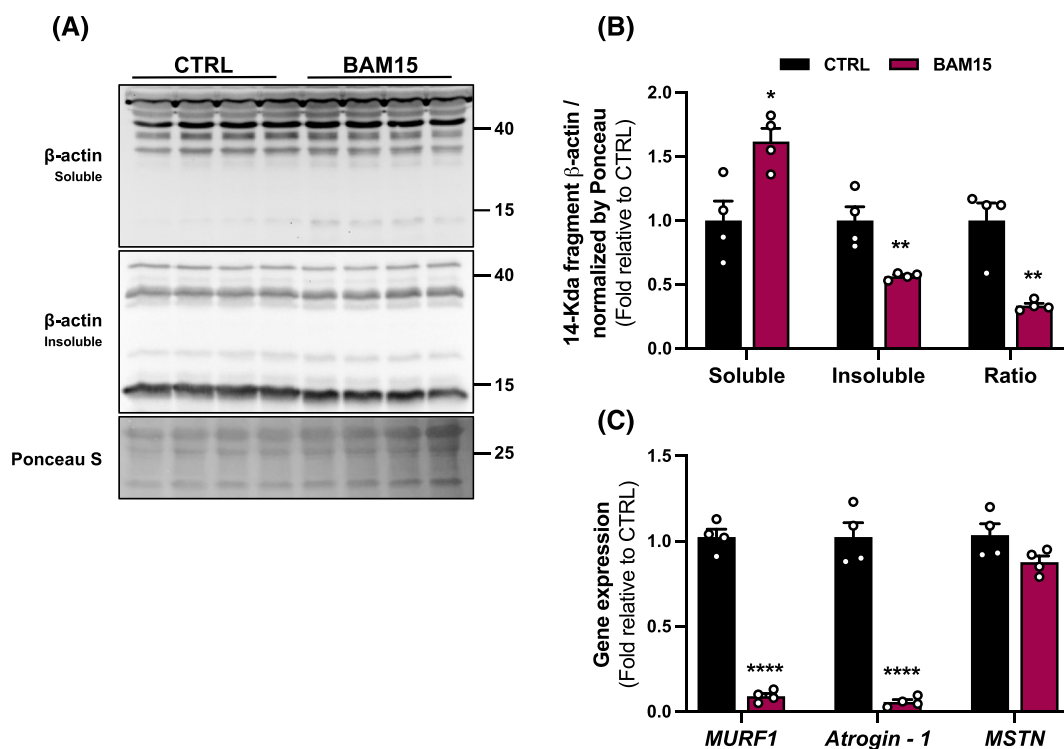 (A)
CTRL BAM15
β-actin
Soluble
40
15
β-actin
Insoluble
40
15
Ponceau S
25
(B)
CTRL BAM15
14-Kda fragment β-actin /
normalized by Ponceau
(Fold relative to CTRL)
2.0
1.5
1.0
0.5
0.0
*
**
**
Soluble Insoluble Ratio
(C)
Gene expression
(Fold relative to CTRL)
1.5
1.0
0.5
0.0
****
****
MURF1 Atrogin - 1 MSTN